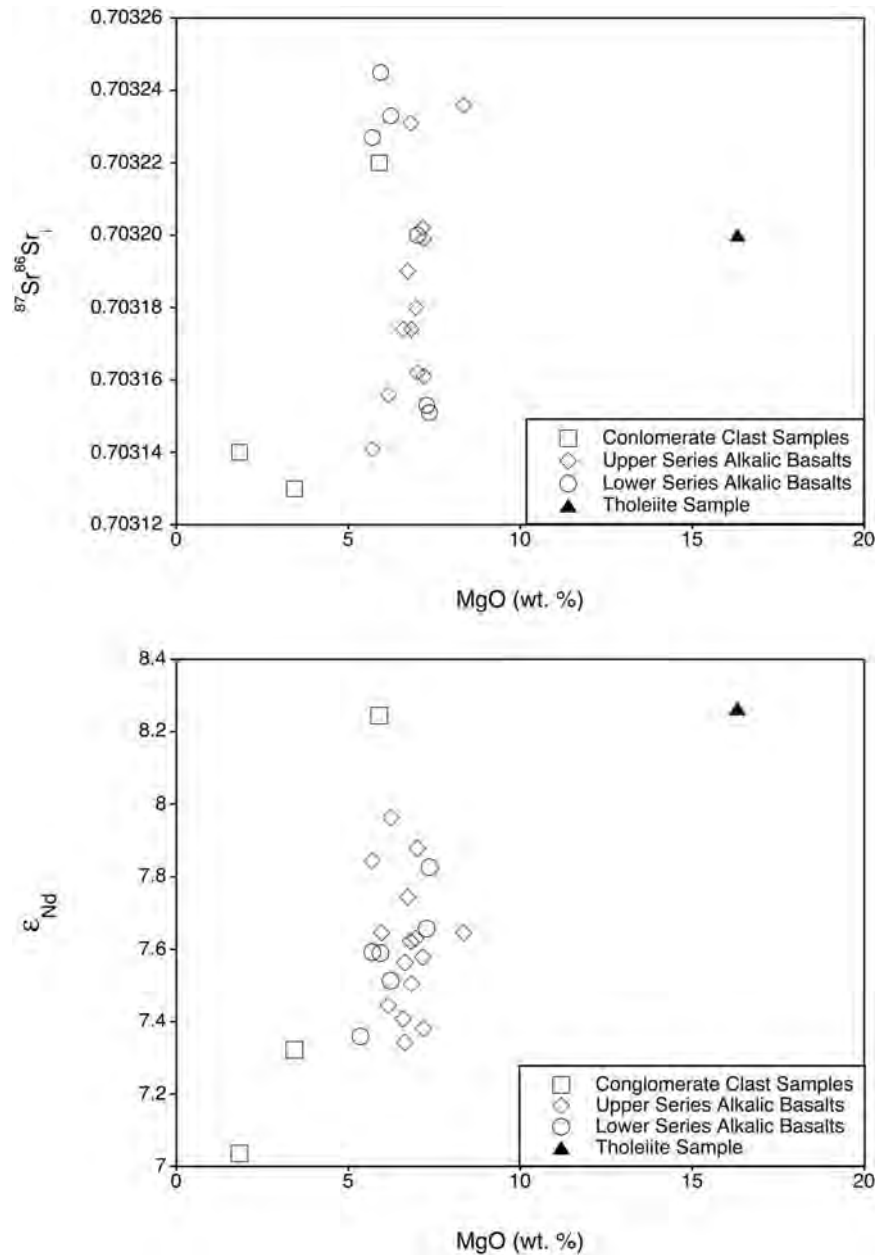 0.70326
0.70324
0.70322
0.70320
0.70318
0.70316
0.70314
0.70312
87Sr86Sri
Conlomerate Clast Samples
Upper Series Alkalic Basalts
Lower Series Alkalic Basalts
Tholeiite Sample
0 5 10 15 20
MgO (wt. %)
8.4
8.2
8
7.8
7.6
7.4
7.2
7
εNd
Conglomerate Clast Samples
Upper Series Alkalic Basalts
Lower Series Alkalic Basalts
Tholeiite Sample
0 5 10 15 20
MgO (wt. %)